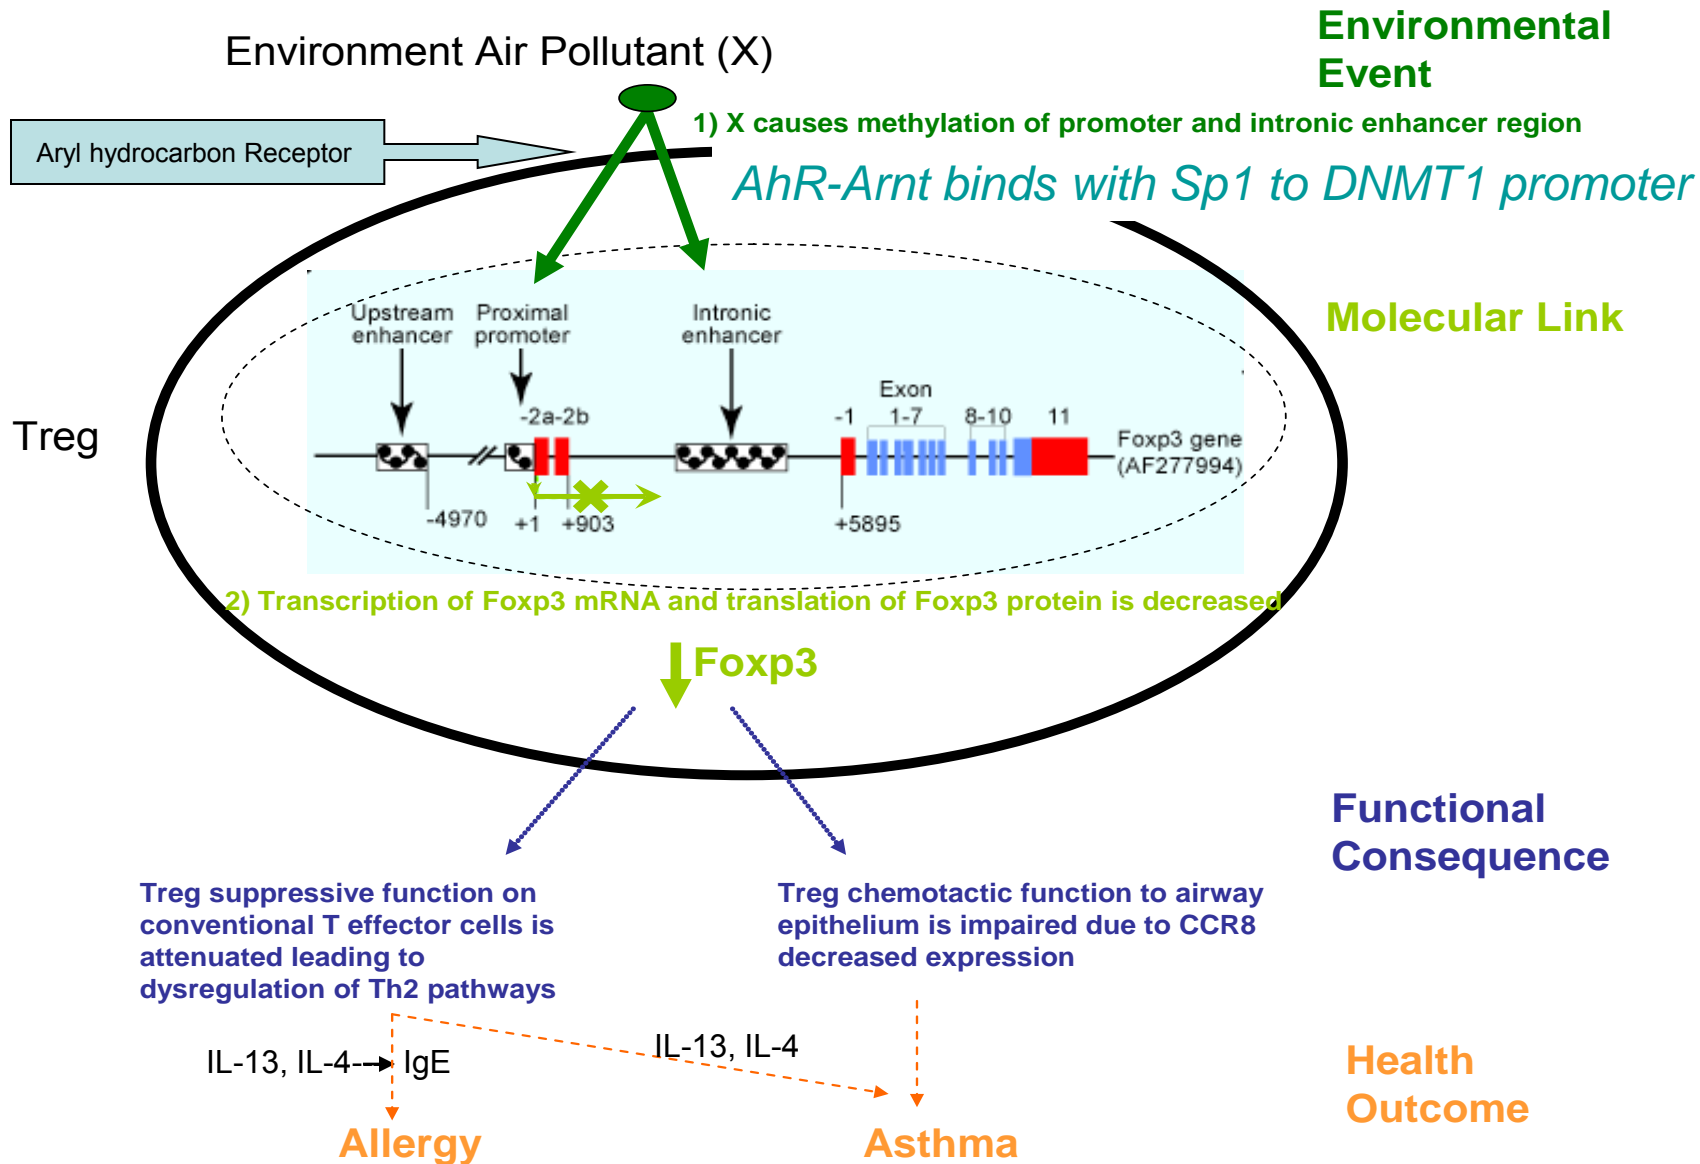 Environment Air Pollutant (X)
Environmental
Event
1) X causes methylation of promoter and intronic enhancer region
Aryl hydrocarbon Receptor
AhR-Arnt binds with Sp1 to DNMT1 promoter
Molecular Link
Upstream
enhancer
Proximal
promoter
Intronic
enhancer
Exon
-2a-2b
-1
1-7
8-10
11
Treg
Foxp3 gene
(AF277994)
-4970
+1
+903
+5895
2) Transcription of Foxp3 mRNA and translation of Foxp3 protein is decreased
Foxp3
Functional
Consequence
Treg suppressive function on
conventional T effector cells is
attenuated leading to
dysregulation of Th2 pathways
Treg chemotactic function to airway
epithelium is impaired due to CCR8
decreased expression
IL-13, IL-4
IgE
IL-13, IL-4
Health
Outcome
Allergy
Asthma